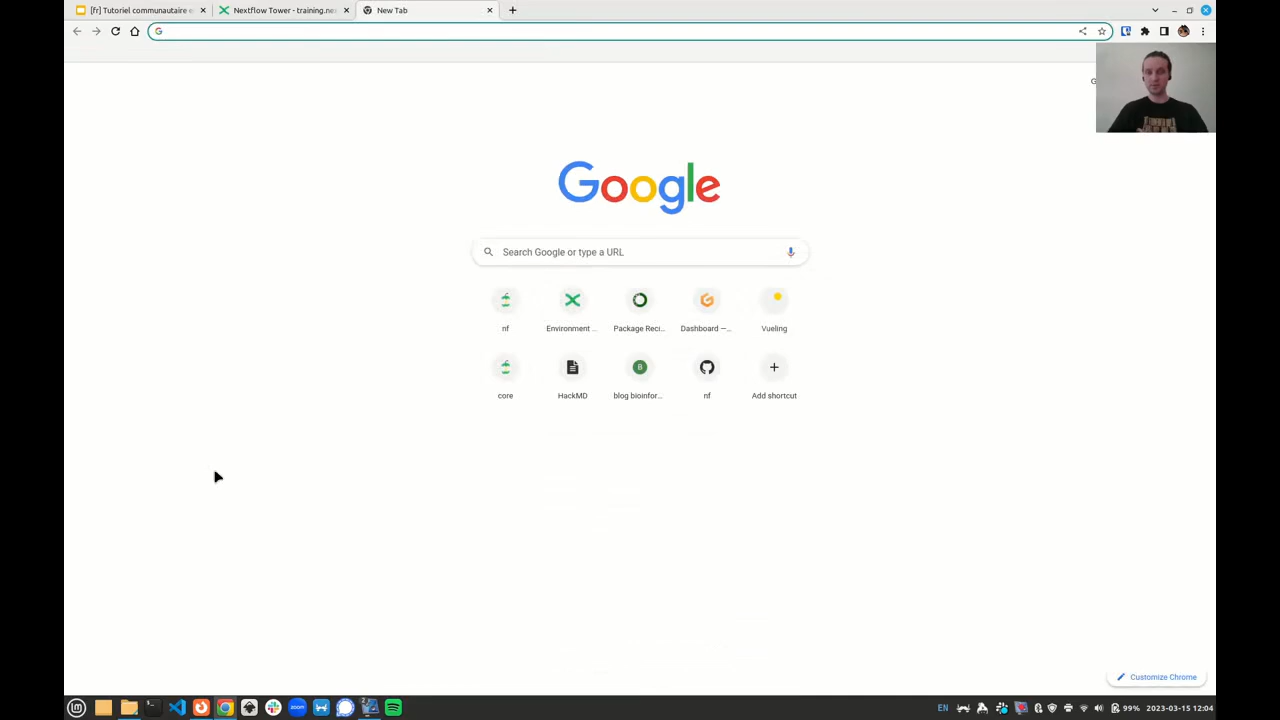 [fr] Tutoriel communautaire e
Nextflow Tower - training.ne
New Tab
Google
Search Google or type a URL
nf
Environment ...
Package Reci...
Dashboard —...
Vueling
core
HackMD
B
blog bioinfor...
nf
Add shortcut
Customize Chrome
EN
99%
2023-03-15 12:04